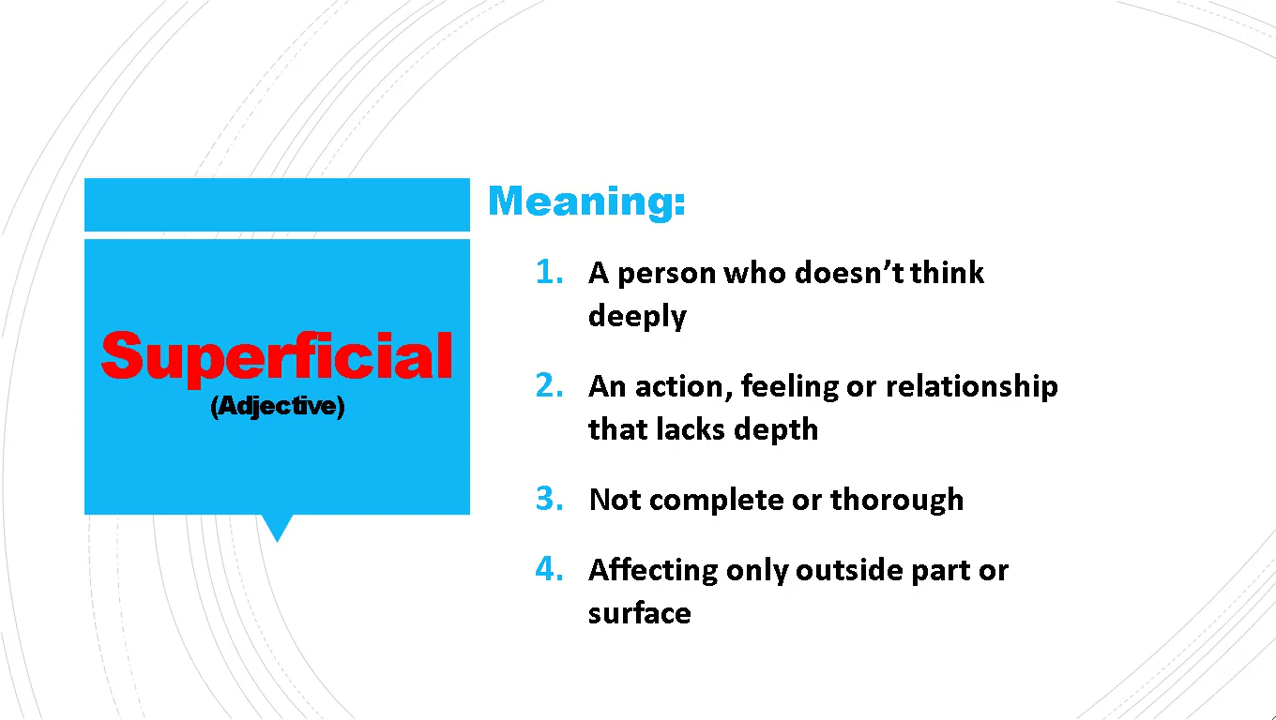 Superficial
(Adjective)
Meaning:
1. A person who doesn’t think
deeply
2. An action, feeling or relationship
that lacks depth
3. Not complete or thorough
4. Affecting only outside part or
surface